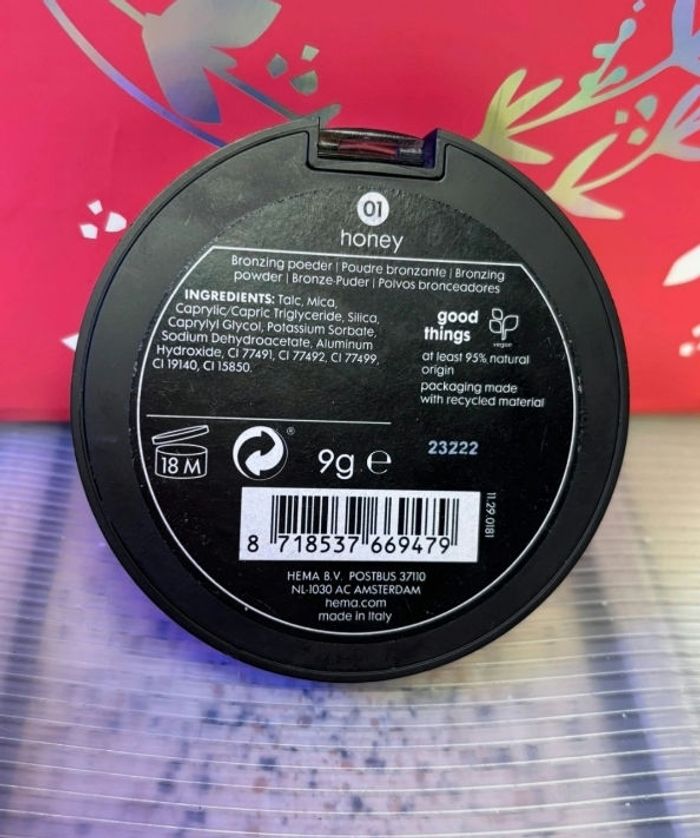 01
honey
Bronzing poeder | Poudre bronzante | Bronzing
powder | Bronze-Puder | Polvos bronceadores
INGREDIENTS: Talc, Mica,
Caprylic/Capric Triglyceride, Silica,
Caprylyl Glycol, Potassium Sorbate,
Sodium Dehydroacetate, Aluminum
Hydroxide, CI 77491, CI 77492, CI 77499,
CI 19140, CI 15850.
good
things
vegan
at least 95% natural
origin
packaging made
with recycled material
18 M
®
9g e
23222
8 718537 669479
11.29.0181
HEMA B.V. POSTBUS 37110
NL-1030 AC AMSTERDAM
hema.com
made in Italy